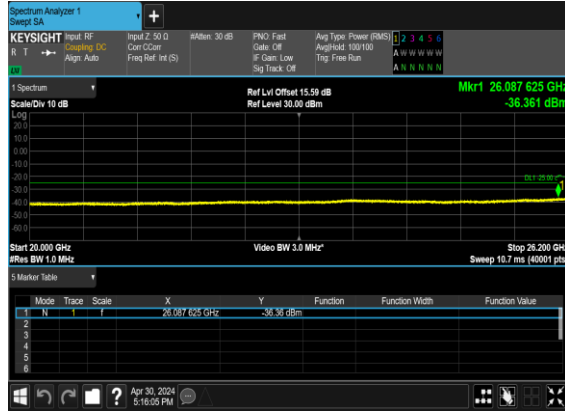 Spectrum Analyzer 1
Swept SA
KEYSIGHT Input: RF Input Z: 50 Ω #Atten: 30 dB PNO: Fast Avg Type: Power (RMS) 1 2 3 4 5 6
R T Coupling: DC Corr CCorr Gate: Off Avg|Hold: 100/100 A W W W W W
Align: Auto Freq Ref: Int (S) IF Gain: Low Trig: Free Run
Sig Track: Off A N N N N N
1 Spectrum Ref Lvl Offset 15.59 dB Mkr1 26.087 625 GHz
Scale/Div 10 dB Ref Level 30.00 dBm -36.361 dBm
Log
20.0
10.0
0.00
-10.0
-20.0 DL1 -25.00
-30.0 1
-40.0
-50.0
-60.0
Start 20.000 GHz Video BW 3.0 MHz* Stop 26.200 GHz
#Res BW 1.0 MHz Sweep 10.7 ms (40001 pts
5 Marker Table
Mode Trace Scale X Y Function Function Width Function Value
1 N 1 f 26.087 625 GHz -36.36 dBm
2
3
4
5
6
Apr 30, 2024
5:16:05 PM